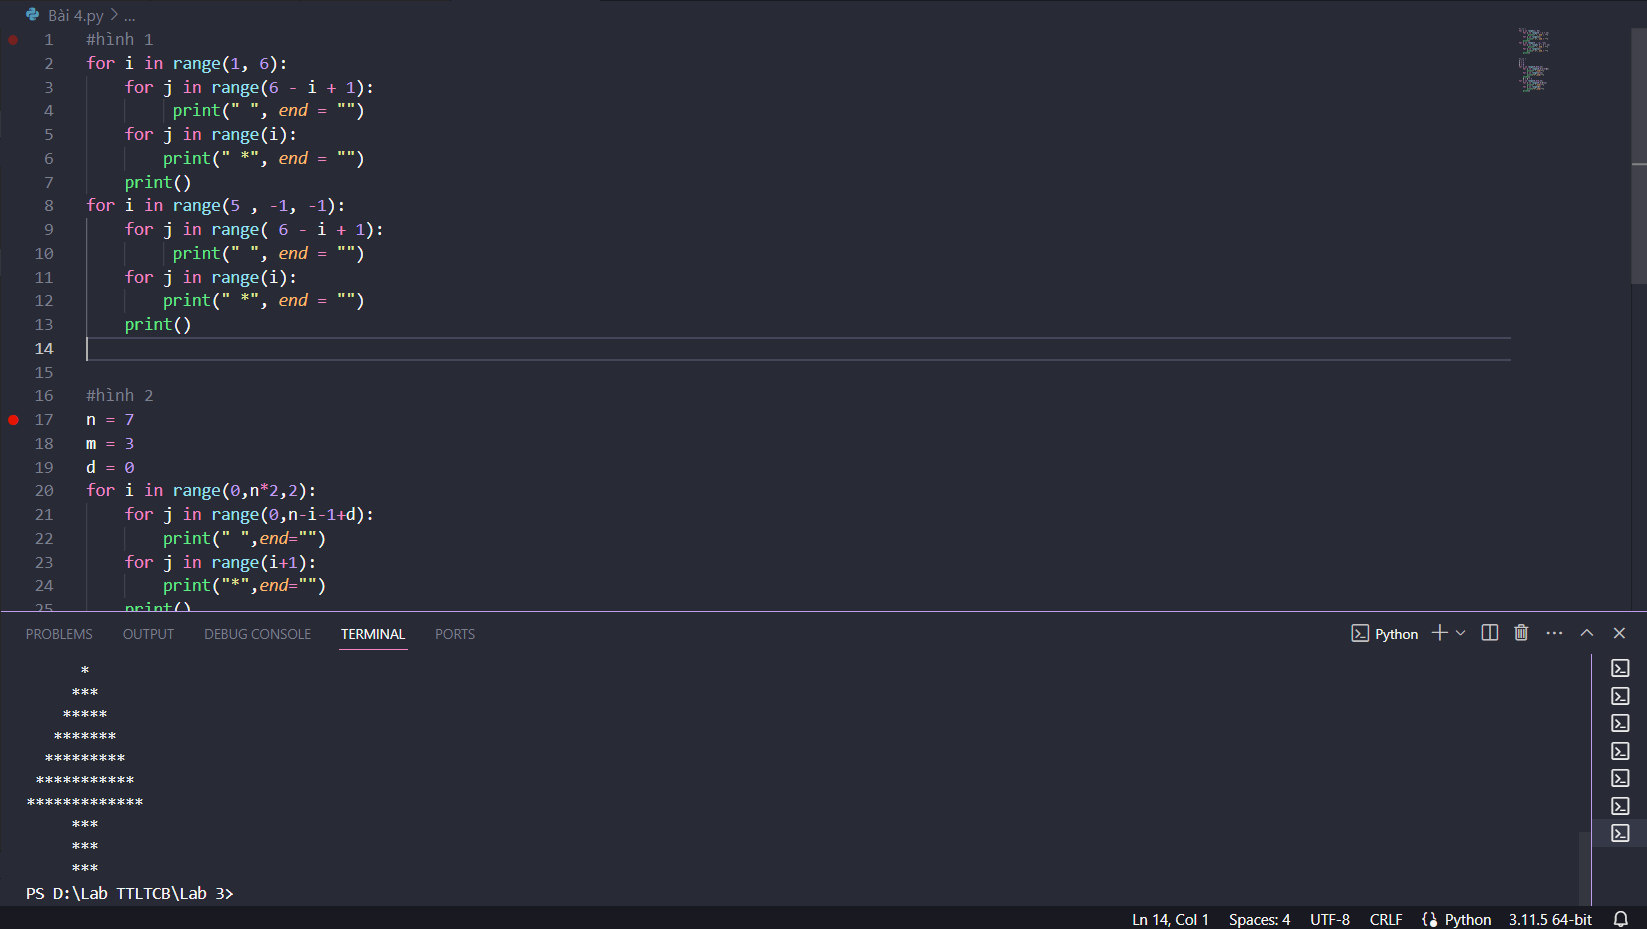 Bài 4.py > ...
1 #hình 1
2 for i in range(1, 6):
3     for j in range(6 - i + 1):
4          print(" ", end = "")
5     for j in range(i):
6         print(" *", end = "")
7     print()
8 for i in range(5 , -1, -1):
9     for j in range( 6 - i + 1):
10          print(" ", end = "")
11     for j in range(i):
12         print(" *", end = "")
13     print()
14
15
16 #hình 2
17 n = 7
18 m = 3
19 d = 0
20 for i in range(0,n*2,2):
21     for j in range(0,n-i-1+d):
22         print(" ",end="")
23     for j in range(i+1):
24         print("*",end="")
25     print()
PROBLEMS OUTPUT DEBUG CONSOLE TERMINAL PORTS Python
      *
     ***
    *****
   *******
  *********
 ***********
*************
     ***
     ***
     ***
PS D:\Lab TTLTCB\Lab 3>
Ln 14, Col 1 Spaces: 4 UTF-8 CRLF Python 3.11.5 64-bit